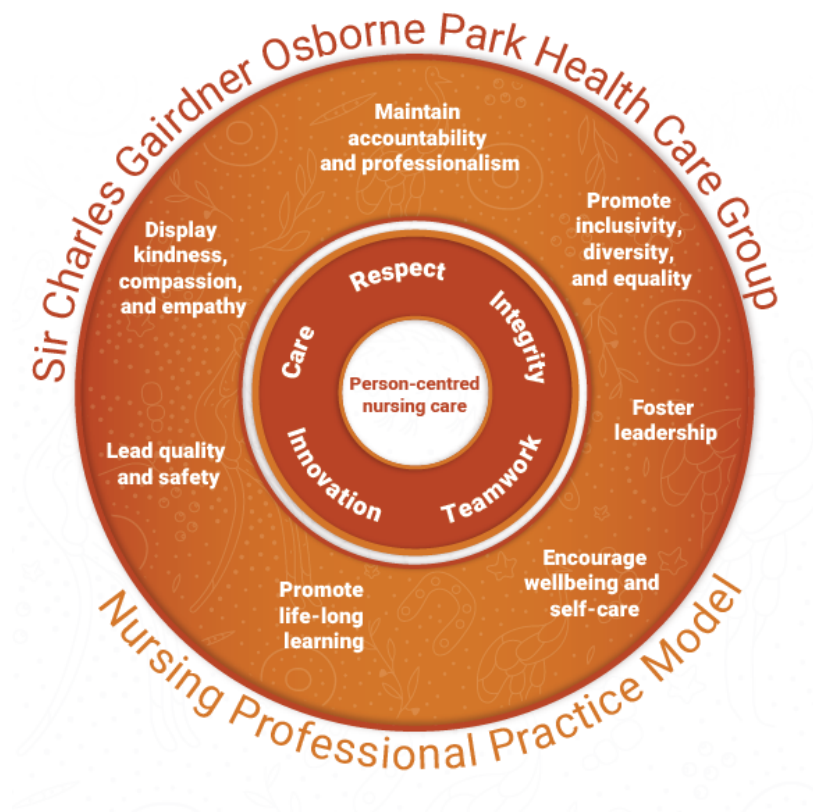 Sir Charles Gairdner Osborne Park Health Care Group
Maintain
accountability
and professionalism
Promote
inclusivity,
diversity,
and equality
Foster
leadership
Encourage
wellbeing and
self-care
Promote
life-long
learning
Lead quality
and safety
Display
kindness,
compassion,
and empathy
Respect
Integrity
Teamwork
Innovation
Care
Person-centred
nursing care
Nursing Professional Practice Model